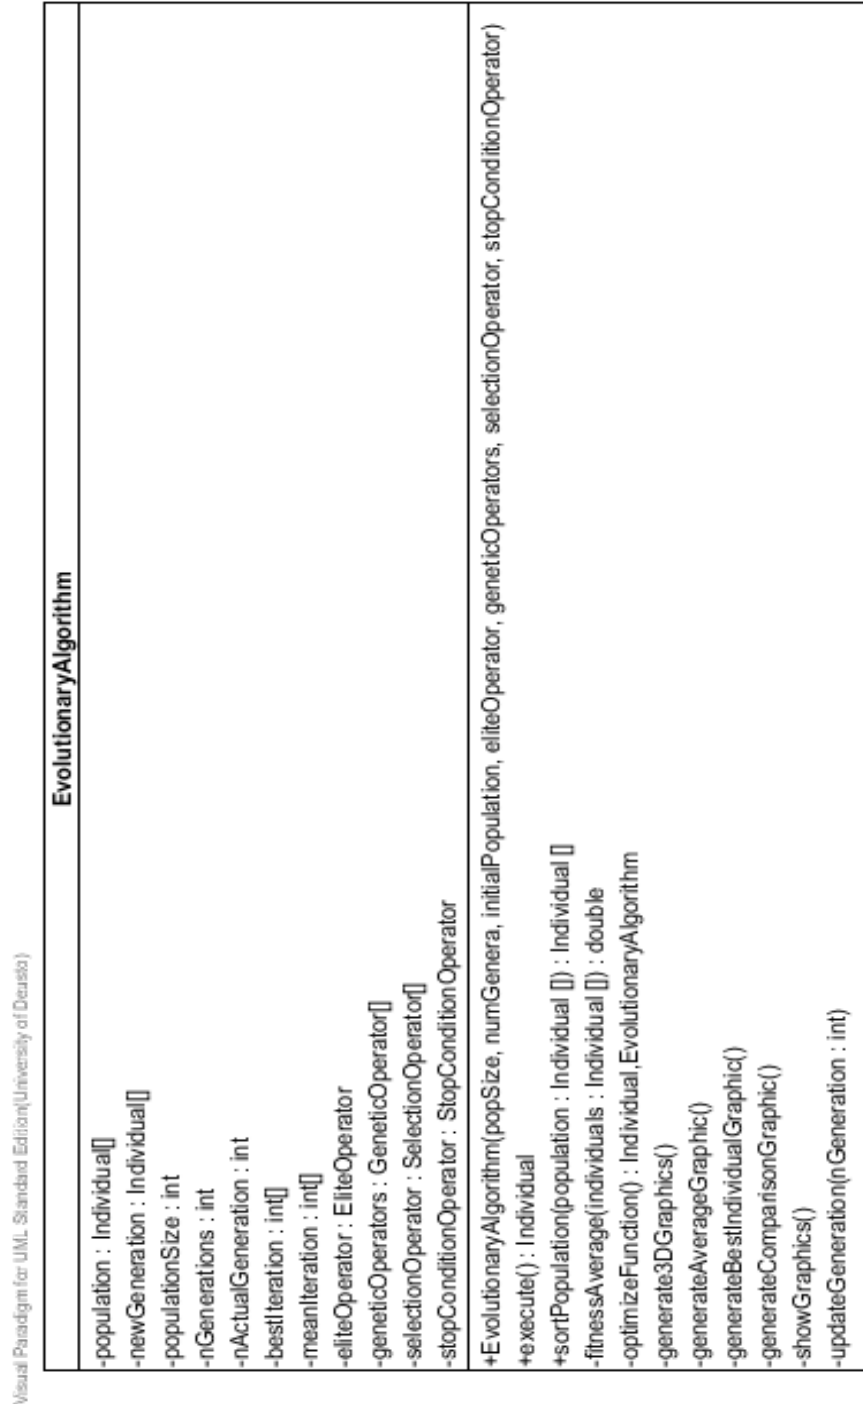 Visual Paradigm for UML Standard Edition(University of Deusto)
EvolutionaryAlgorithm
-population : Individual[]
-newGeneration : Individual[]
-populationSize : int
-nGenerations : int
-nActualGeneration : int
-bestIteration : int[]
-meanIteration : int[]
-eliteOperator : EliteOperator
-geneticOperators : GeneticOperator[]
-selectionOperator : SelectionOperator[]
-stopConditionOperator : StopConditionOperator
+EvolutionaryAlgorithm(popSize, numGenera, initialPopulation, eliteOperator, geneticOperators, selectionOperator, stopConditionOperator)
+execute() : Individual
+sortPopulation(population : Individual []) : Individual []
-fitnessAverage(individuals : Individual []) : double
-optimizeFunction() : Individual,EvolutionaryAlgorithm
-generate3DGraphics()
-generateAverageGraphic()
-generateBestIndividualGraphic()
-generateComparisonGraphic()
-showGraphics()
-updateGeneration(nGeneration : int)